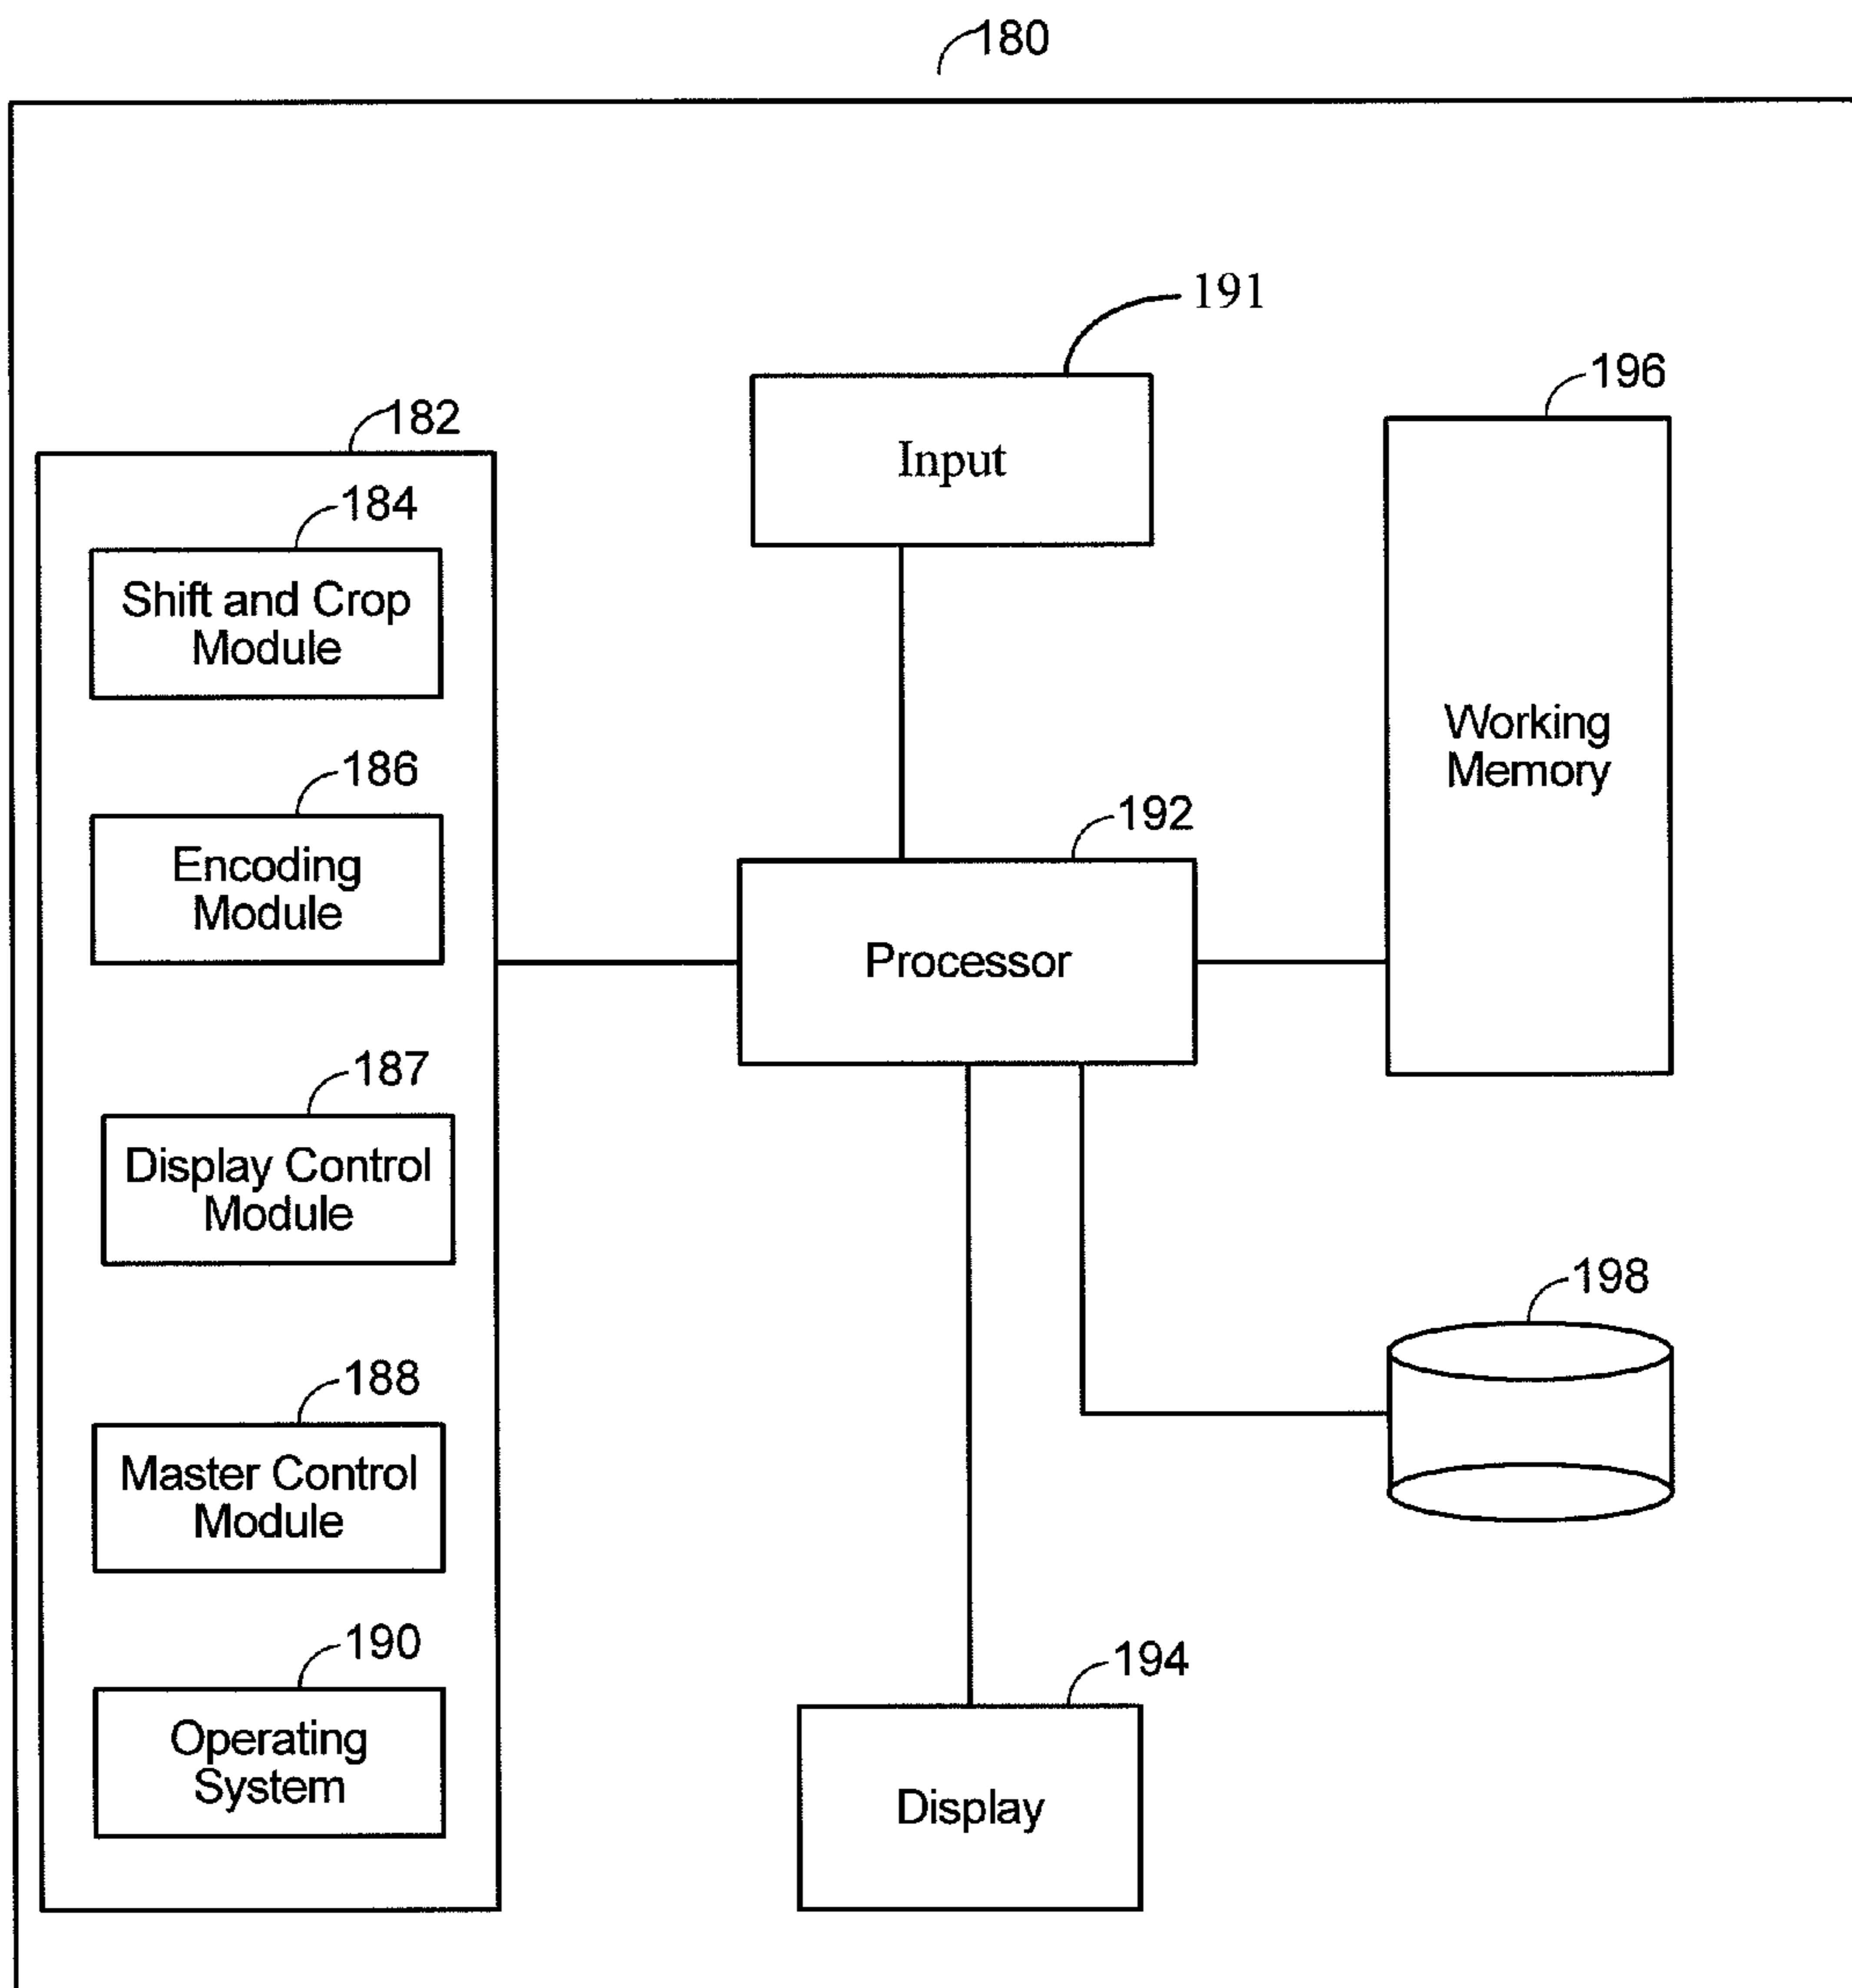 180
182
184
Shift and Crop
Module
186
Encoding
Module
187
Display Control
Module
188
Master Control
Module
190
Operating
System
191
Input
192
Processor
194
Display
196
Working
Memory
198